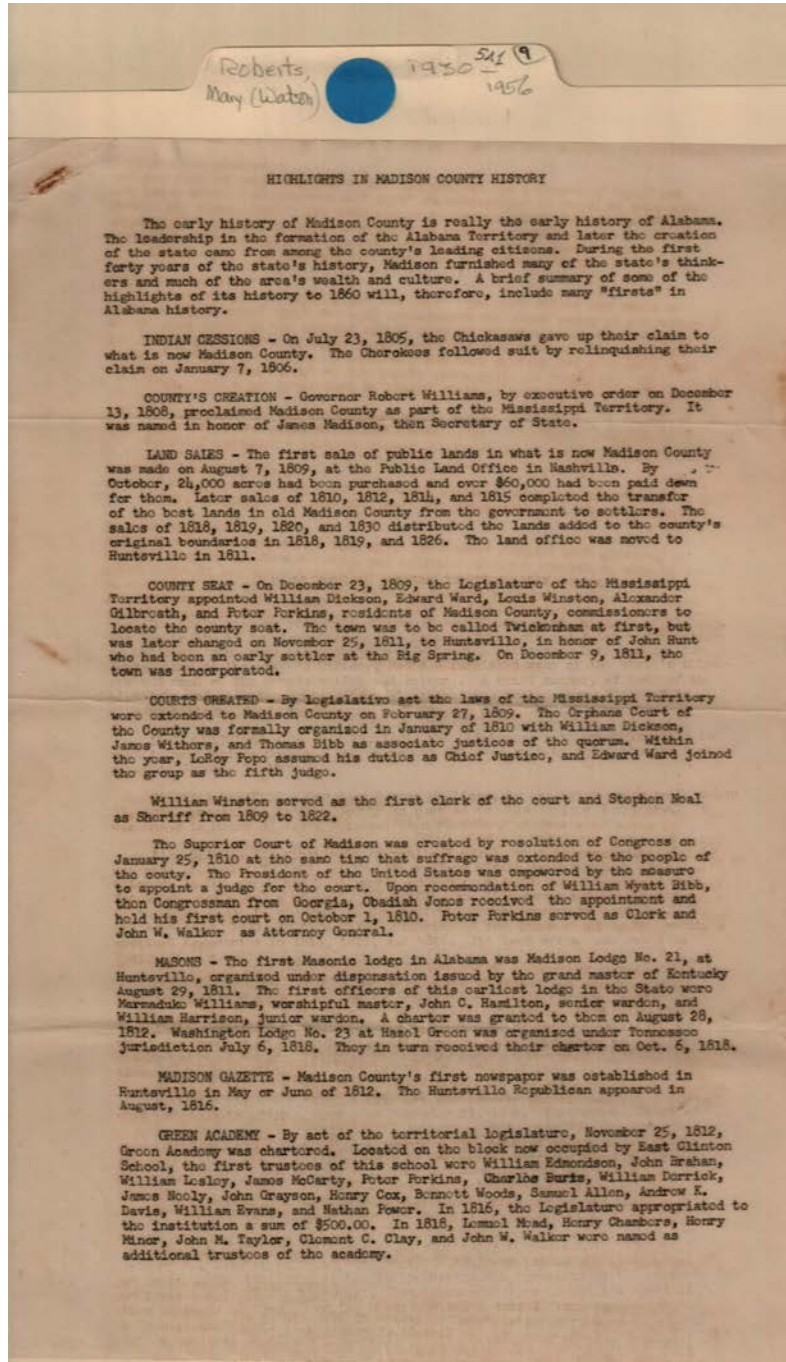 Roberts,
Mary (Watson)
1930 - 1956
SA1 9
HIGHLIGHTS IN MADISON COUNTY HISTORY
The early history of Madison County is really the early history of Alabama.
The leadership in the formation of the Alabama Territory and later the creation
of the state came from among the county's leading citizens. During the first
forty years of the state's history, Madison furnished many of the state's think-
ers and much of the area's wealth and culture. A brief summary of some of the
highlights of its history to 1860 will, therefore, include many "firsts" in
Alabama history.
INDIAN CESSIONS - On July 23, 1805, the Chickasaws gave up their claim to
what is now Madison County. The Cherokees followed suit by relinquishing their
claim on January 7, 1806.
COUNTY'S CREATION - Governor Robert Williams, by executive order on December
13, 1808, proclaimed Madison County as part of the Mississippi Territory. It
was named in honor of James Madison, then Secretary of State.
LAND SALES - The first sale of public lands in what is now Madison County
was made on August 7, 1809, at the Public Land Office in Nashville. By
October, 24,000 acres had been purchased and over $60,000 had been paid down
for them. Later sales of 1810, 1812, 1814, and 1815 completed the transfer
of the best lands in old Madison County from the government to settlers. The
sales of 1818, 1819, 1820, and 1830 distributed the lands added to the county's
original boundaries in 1818, 1819, and 1826. The land office was moved to
Huntsville in 1811.
COUNTY SEAT - On December 23, 1809, the Legislature of the Mississippi
Territory appointed William Dickson, Edward Ward, Louis Winston, Alexander
Gilbreath, and Peter Perkins, residents of Madison County, commissioners to
locate the county seat. The town was to be called Twickenham at first, but
was later changed on November 25, 1811, to Huntsville, in honor of John Hunt
who had been an early settler at the Big Spring. On December 9, 1811, the
town was incorporated.
COURTS CREATED - By legislative act the laws of the Mississippi Territory
were extended to Madison County on February 27, 1809. The Orphans Court of
the County was formally organized in January of 1810 with William Dickson,
James Withers, and Thomas Bibb as associate justices of the quorum. Within
the year, LeRoy Pope assumed his duties as Chief Justice, and Edward Ward joined
the group as the fifth judge.
William Winston served as the first clerk of the court and Stephen Neal
as Sheriff from 1809 to 1822.
The Superior Court of Madison was created by resolution of Congress on
January 25, 1810 at the same time that suffrage was extended to the people of
the couty. The President of the United States was empowered by the measure
to appoint a judge for the court. Upon recommendation of William Wyatt Bibb,
then Congressman from Georgia, Obadiah Jones received the appointment and
held his first court on October 1, 1810. Peter Perkins served as Clerk and
John W. Walker as Attorney General.
MASONS - The first Masonic lodge in Alabama was Madison Lodge No. 21, at
Huntsville, organized under dispensation issued by the grand master of Kentucky
August 29, 1811. The first officers of this earliest lodge in the State were
Marmaduke Williams, worshipful master, John C. Hamilton, senior warden, and
William Harrison, junior warden. A charter was granted to them on August 28,
1812. Washington Lodge No. 23 at Hazel Green was organized under Tennessee
jurisdiction July 6, 1818. They in turn received their charter on Oct. 6, 1818.
MADISON GAZETTE - Madison County's first newspaper was established in
Huntsville in May or June of 1812. The Huntsville Republican appeared in
August, 1816.
GREEN ACADEMY - By act of the territorial legislature, November 25, 1812,
Green Academy was chartered. Located on the block now occupied by East Clinton
School, the first trustees of this school were William Edmondson, John Brahan,
William Lesley, James McCarty, Peter Perkins, Charles Burts, William Derrick,
James Neely, John Grayson, Henry Cox, Bennett Woods, Samuel Allen, Andrew K.
Davis, William Evans, and Nathan Power. In 1816, the Legislature appropriated to
the institution a sum of $500.00. In 1818, Lemuel Mead, Henry Chambers, Henry
Minor, John M. Taylor, Clement C. Clay, and John W. Walker were named as
additional trustees of the academy.